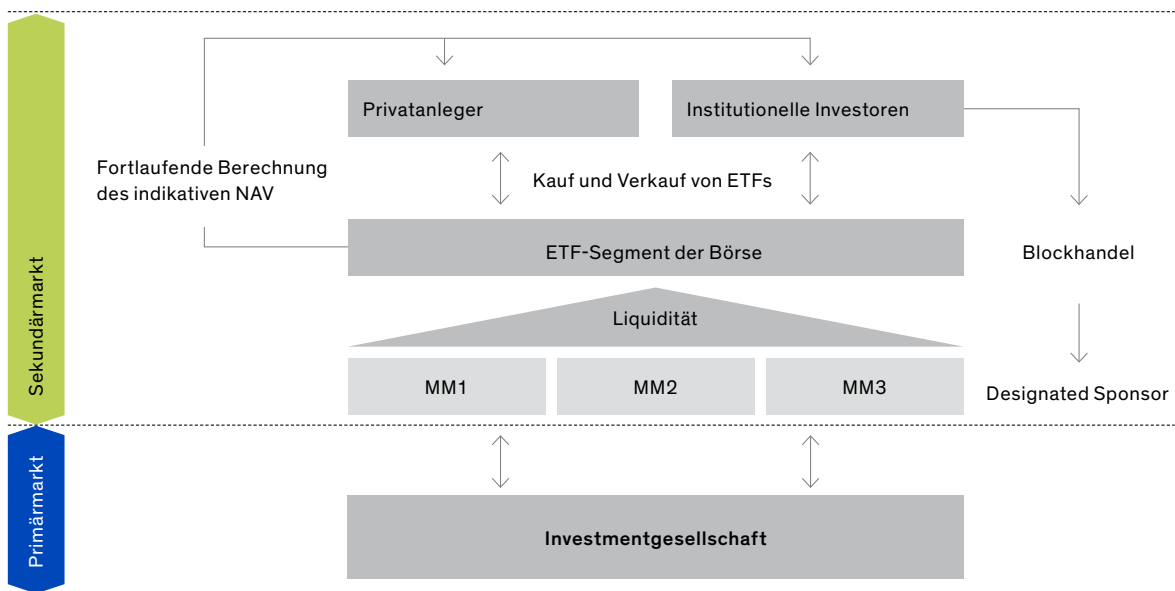 Privatanleger
Institutionelle Investoren
Fortlaufende Berechnung
des indikativen NAV
Kauf und Verkauf von ETFs
ETF-Segment der Börse
Blockhandel
Liquidität
MM1
MM2
MM3
Designated Sponsor
Sekundärmarkt
Primärmarkt
Investmentgesellschaft